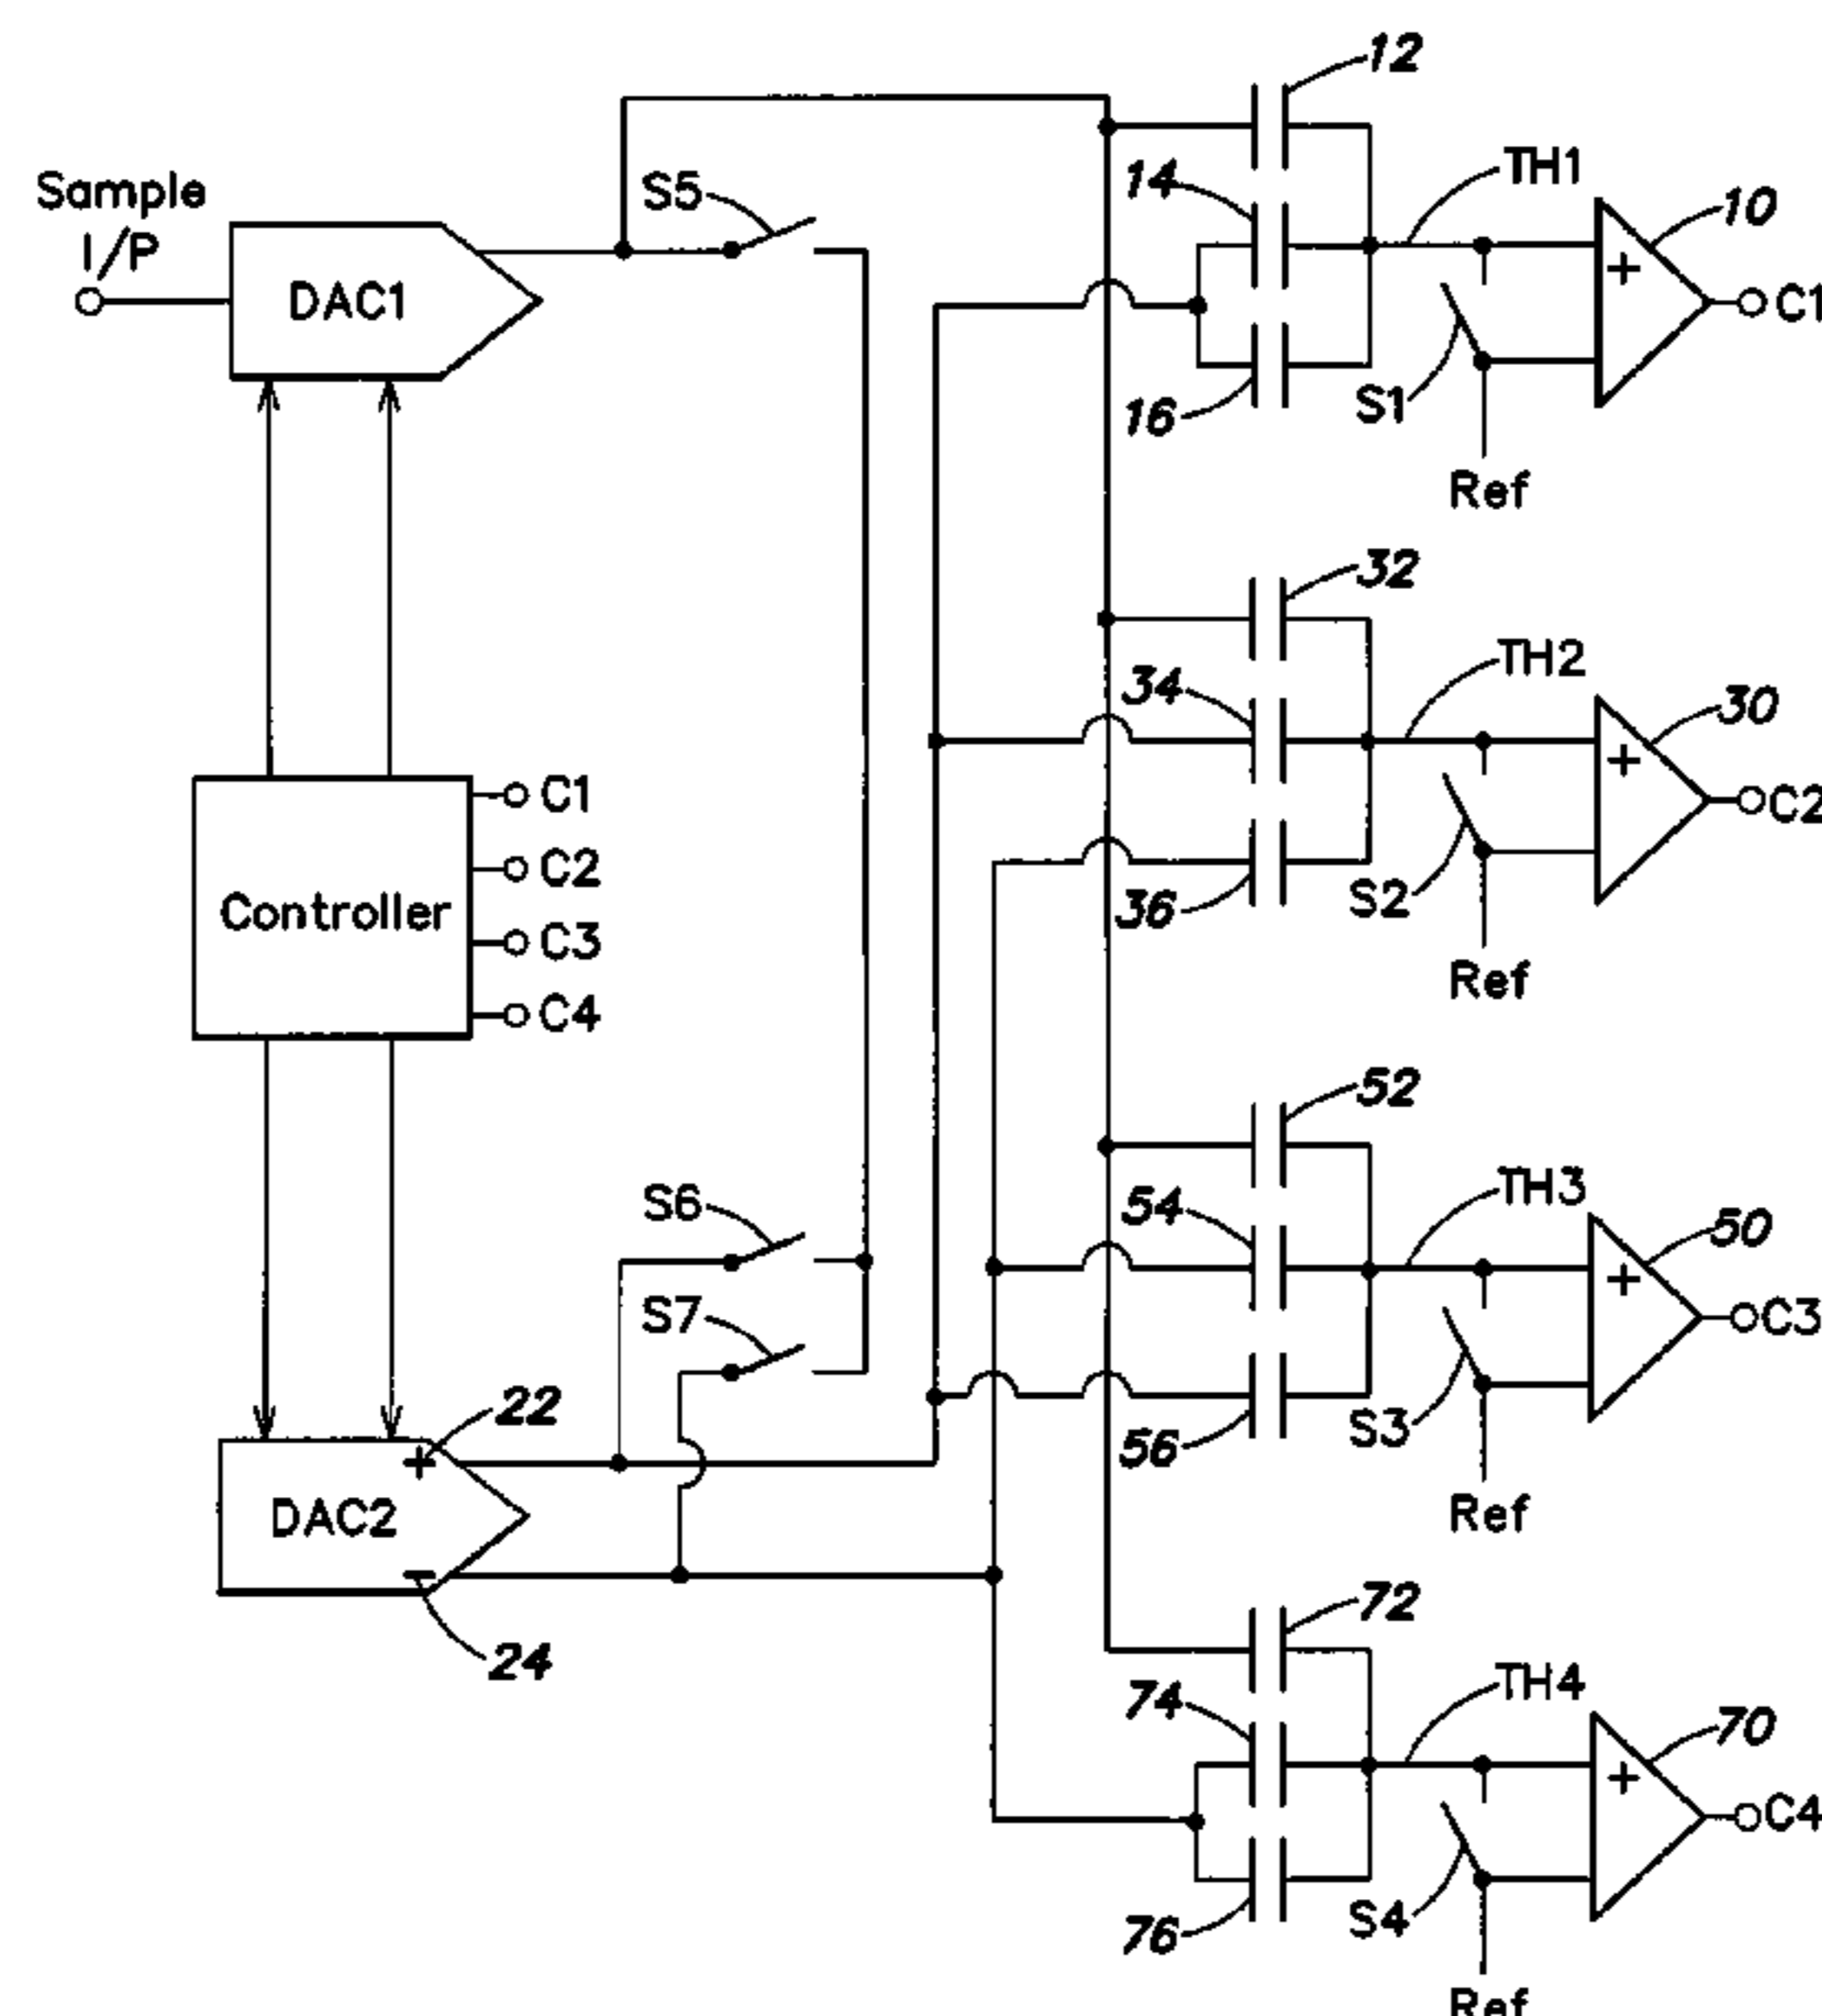 12
Sample
I/P
S5
14
TH1
10
DAC1
+
C1
16
S1
Ref
32
TH2
34
30
+
C1
C2
C2
36
S2
Controller
C3
Ref
C4
52
TH3
54
S6
50
+
S7
C3
22
+
56
S3
DAC2
Ref
-
72
24
TH4
74
70
+
C4
76
S4
Ref